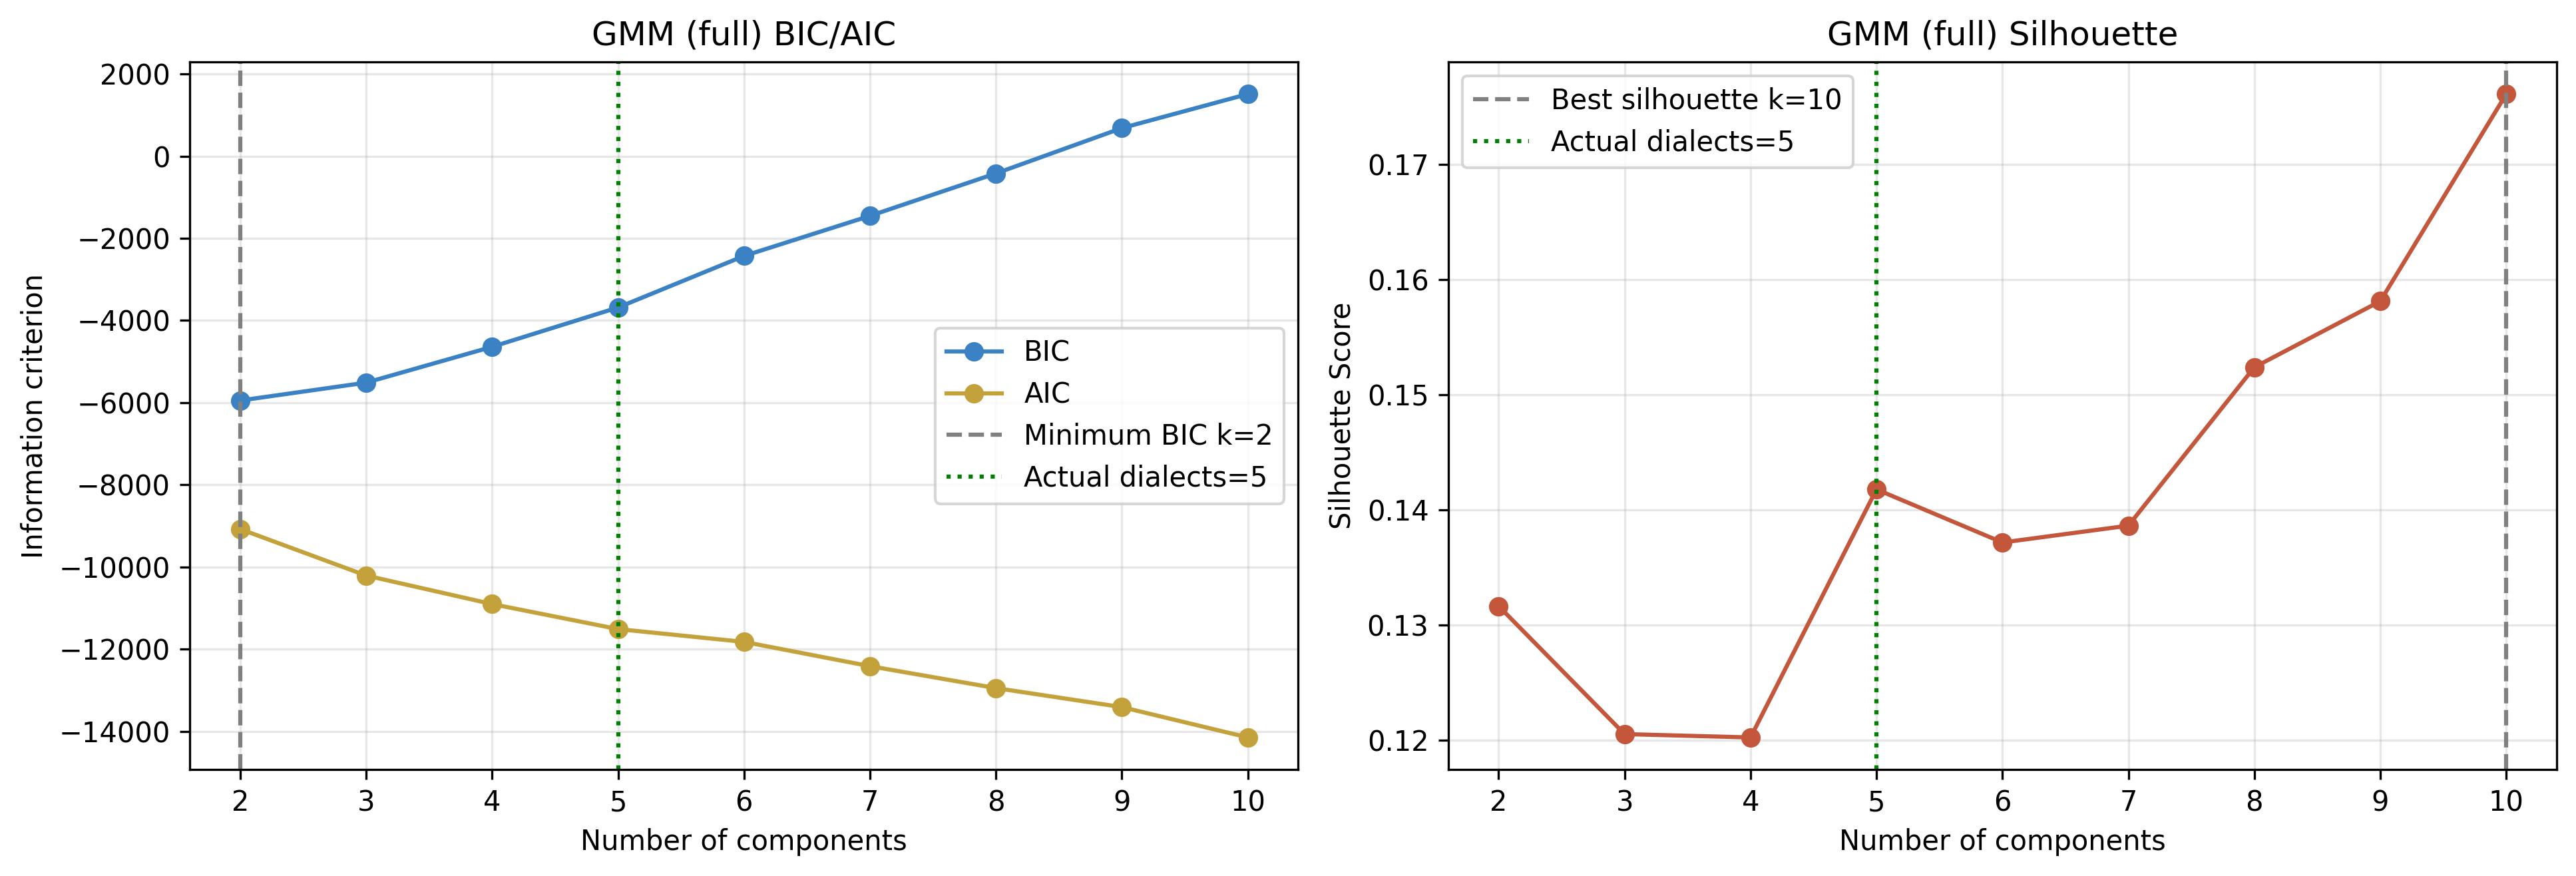 GMM (full) BIC/AIC
2000
0
−2000
−4000
−6000
−8000
−10000
−12000
−14000
Information criterion
BIC
AIC
Minimum BIC k=2
Actual dialects=5
2 3 4 5 6 7 8 9 10
Number of components
GMM (full) Silhouette
Best silhouette k=10
Actual dialects=5
0.17
0.16
0.15
0.14
0.13
0.12
Silhouette Score
2 3 4 5 6 7 8 9 10
Number of components